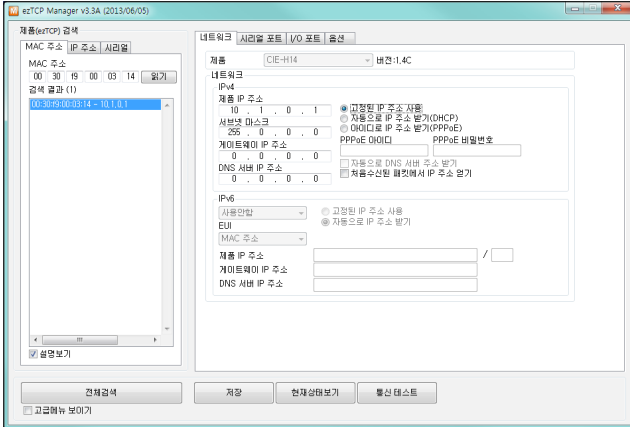 ezTCP Manager v3.3A (2013/06/05)
제품(ezTCP) 검색
MAC 주소 IP 주소 시리얼
MAC 주소
00 30 f9 00 03 14 읽기
검색 결과 (1)
00:30:f9:00:03:14 - 10.1.0.1
설명보기
전체검색
고급메뉴 보이기
네트워크 시리얼 포트 I/O 포트 옵션
제품 CIE-H14 버전:1.4C
네트워크
IPv4
제품 IP 주소
10 . 1 . 0 . 1
서브넷 마스크
255 . 0 . 0 . 0
게이트웨이 IP 주소
0 . 0 . 0 . 0
DNS 서버 IP 주소
0 . 0 . 0 . 0
고정된 IP 주소 사용
자동으로 IP 주소 받기(DHCP)
아이디로 IP 주소 받기(PPPoE)
PPPoE 아이디 PPPoE 비밀번호
자동으로 DNS 서버 주소 받기
처음수신된 패킷에서 IP 주소 얻기
IPv6
사용안함
고정된 IP 주소 사용
자동으로 IP 주소 받기
EUI
MAC 주소
제품 IP 주소 /
게이트웨이 IP 주소
DNS 서버 IP 주소
저장 현재상태보기 통신 테스트